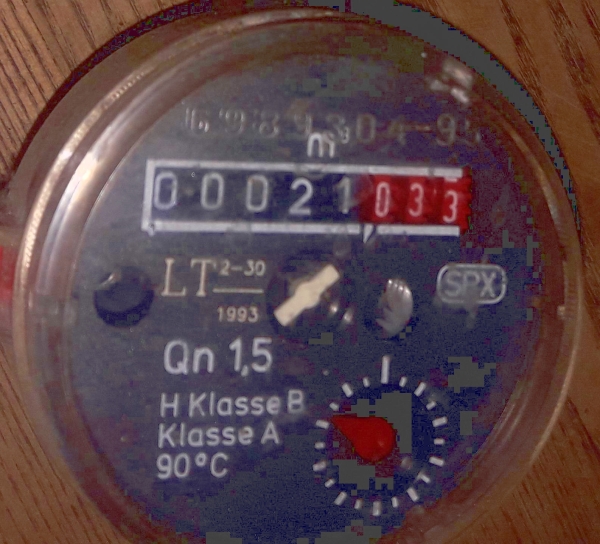 m³
00021033
LT 2-30
1993
SPX
Qn 1,5
H Klasse B
Klasse A
90°C